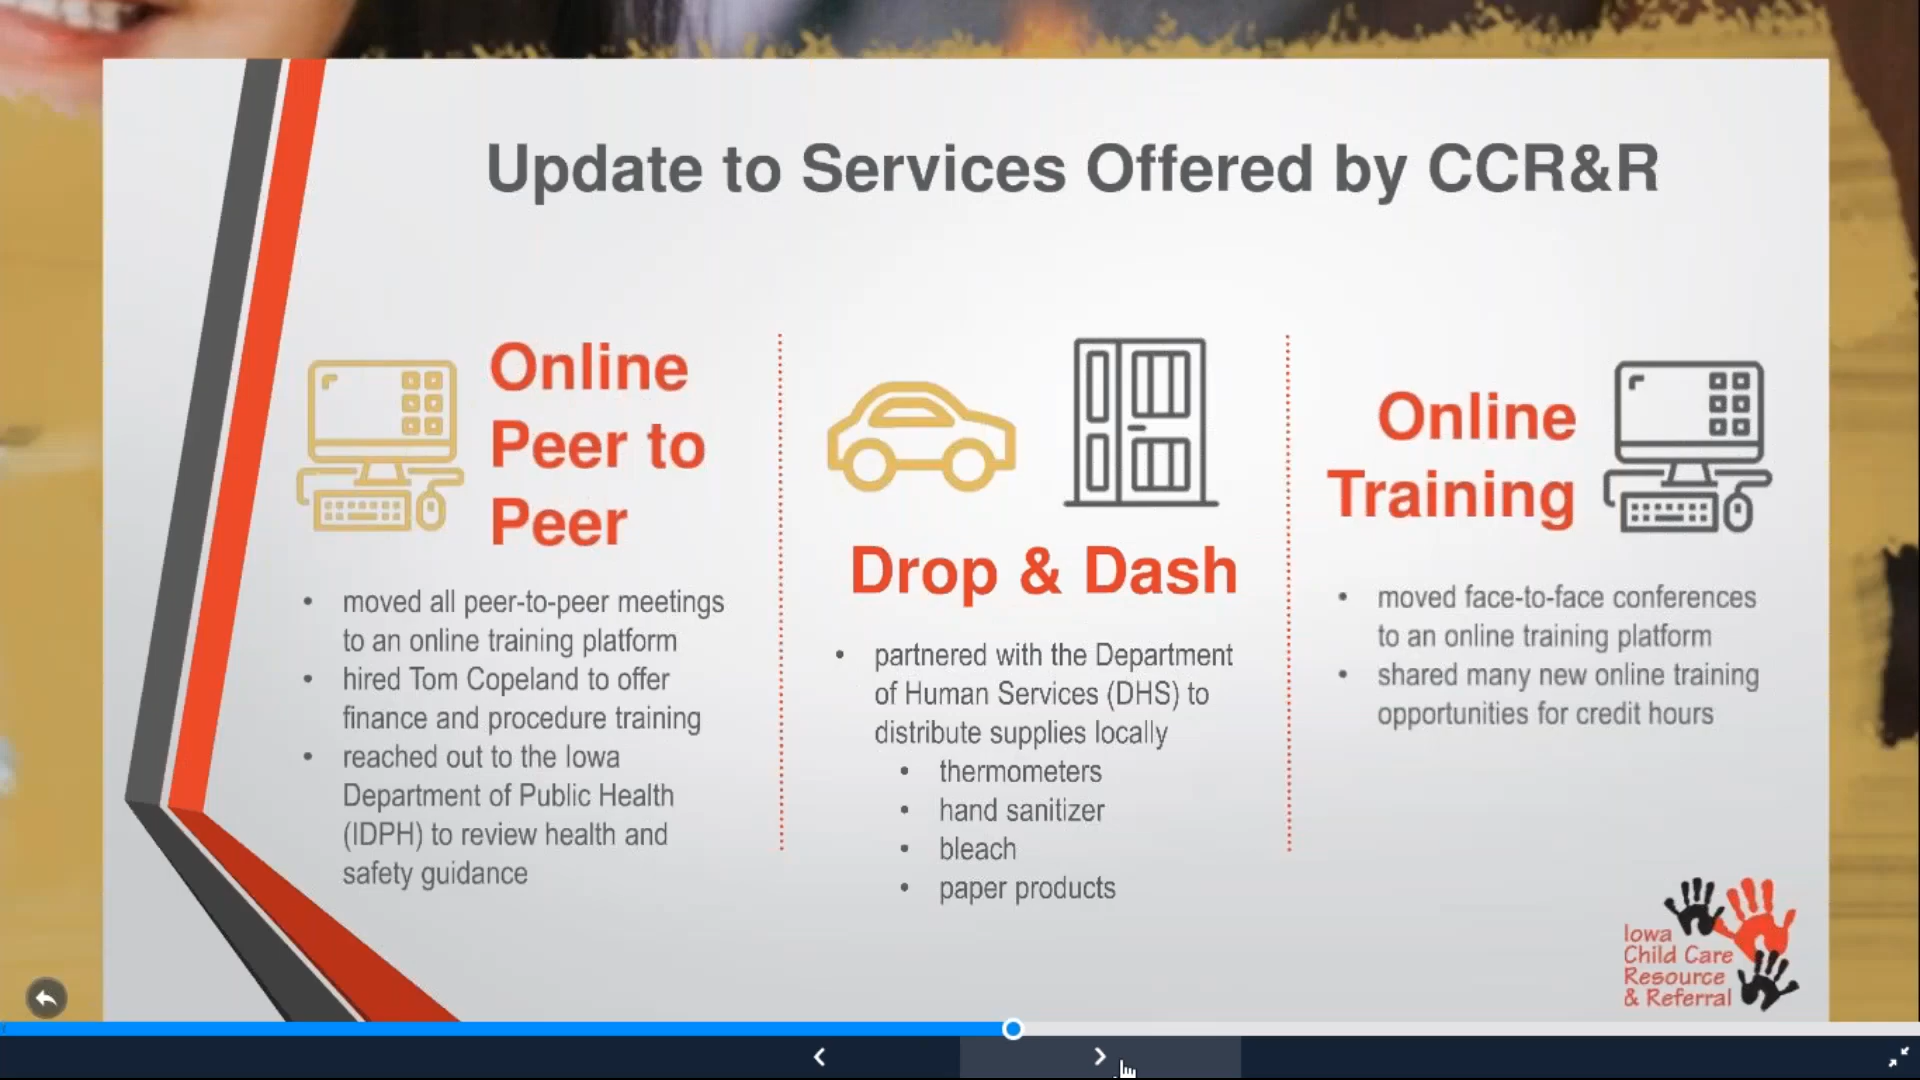 Update to Services Offered by CCR&R
Online
Peer to
Peer
• moved all peer-to-peer meetings
to an online training platform
• hired Tom Copeland to offer
finance and procedure training
• reached out to the Iowa
Department of Public Health
(IDPH) to review health and
safety guidance
Drop & Dash
• partnered with the Department
of Human Services (DHS) to
distribute supplies locally
• thermometers
• hand sanitizer
• bleach
• paper products
Online
Training
• moved face-to-face conferences
to an online training platform
• shared many new online training
opportunities for credit hours
Iowa
Child Care
Resource
& Referral